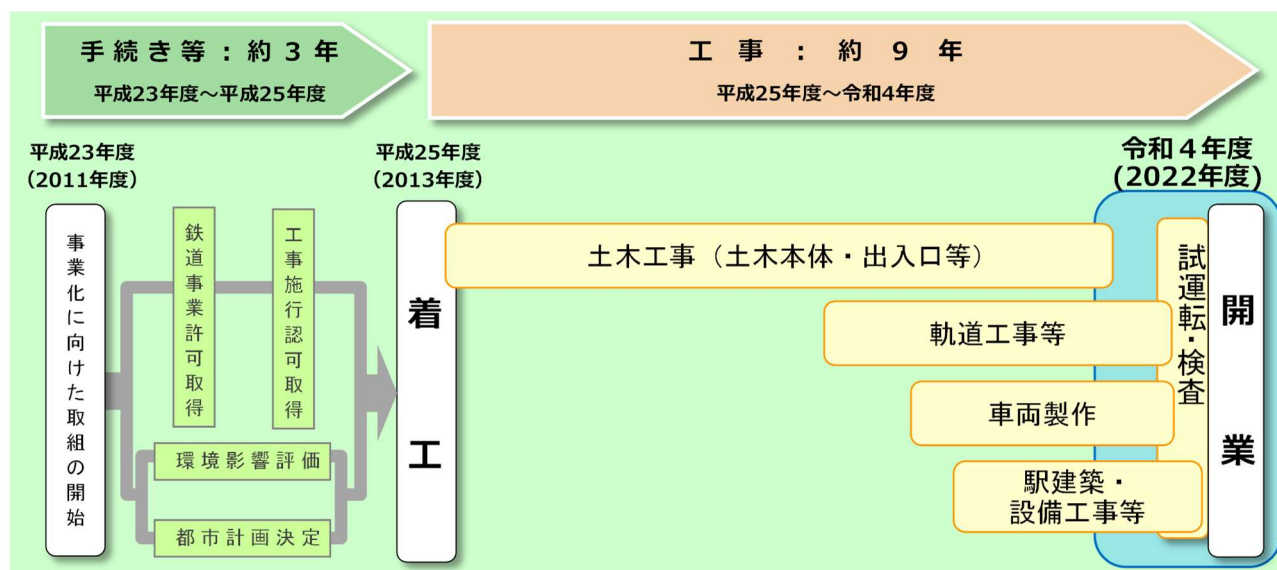 手続き等：約３年
平成23年度～平成25年度
工事：約９年
平成25年度～令和4年度
平成23年度
（2011年度）
平成25年度
（2013年度）
令和４年度
(2022年度)
事業化に向けた取組の開始
鉄道事業許可取得
工事施行認可取得
環境影響評価
都市計画決定
着工
土木工事（土木本体・出入口等）
軌道工事等
車両製作
駅建築・
設備工事等
試運転・検査
開業